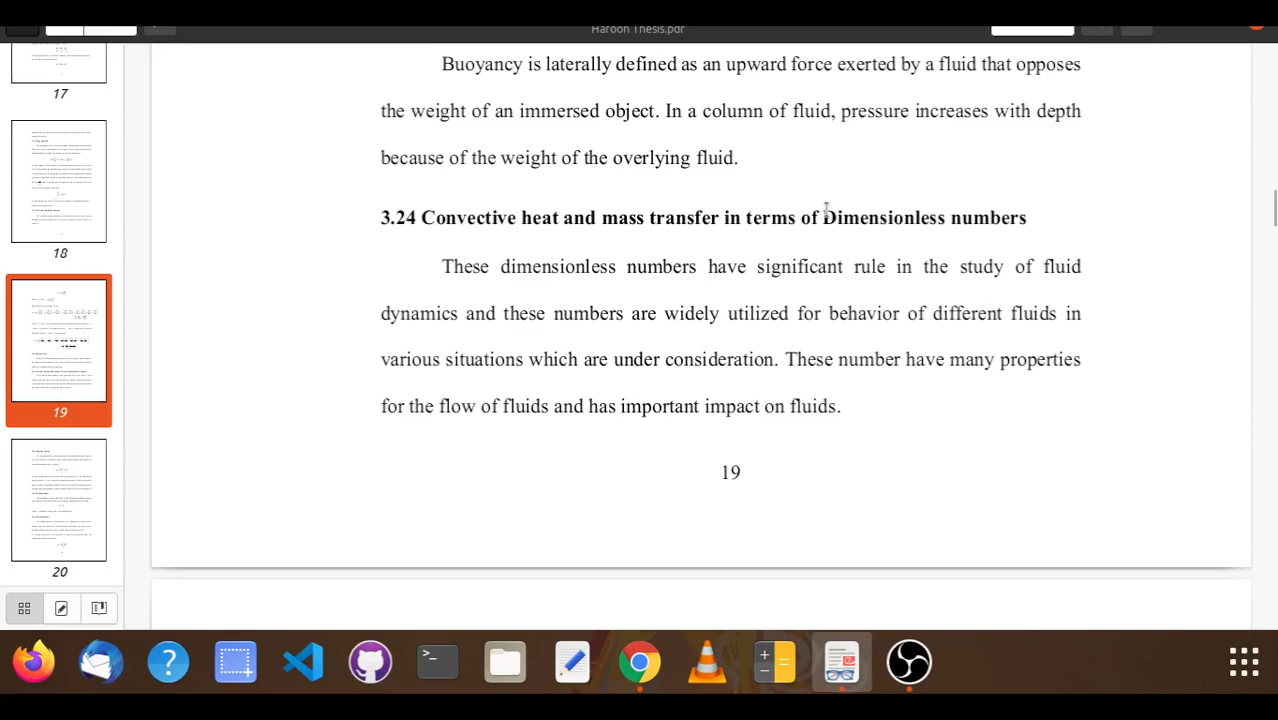 Haroon Thesis.pdf
17
18
19
20
Buoyancy is laterally defined as an upward force exerted by a fluid that opposes
the weight of an immersed object. In a column of fluid, pressure increases with depth
because of the weight of the overlying fluid.
3.24 Convective heat and mass transfer in terms of Dimensionless numbers
These dimensionless numbers have significant rule in the study of fluid
dynamics and these numbers are widely utilized for behavior of different fluids in
various situations which are under consideration. These number have many properties
for the flow of fluids and has important impact on fluids.
19